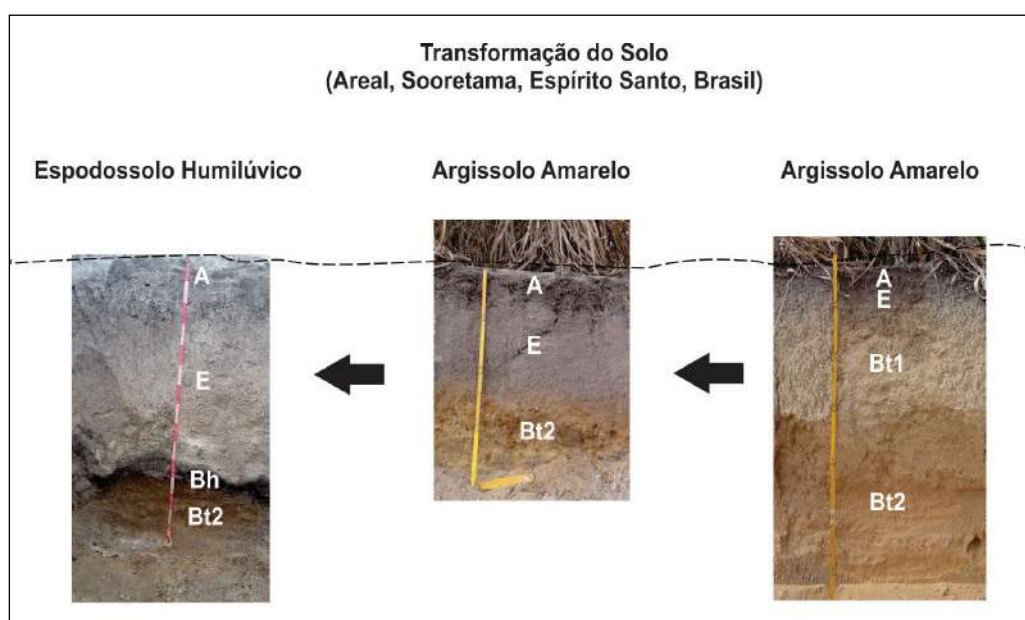 Transformação do Solo
(Areal, Sooretama, Espírito Santo, Brasil)
Espodossolo Humilúvico
Argissolo Amarelo
Argissolo Amarelo
A
E
Bh
Bt2
A
E
Bt2
A
E
Bt1
Bt2